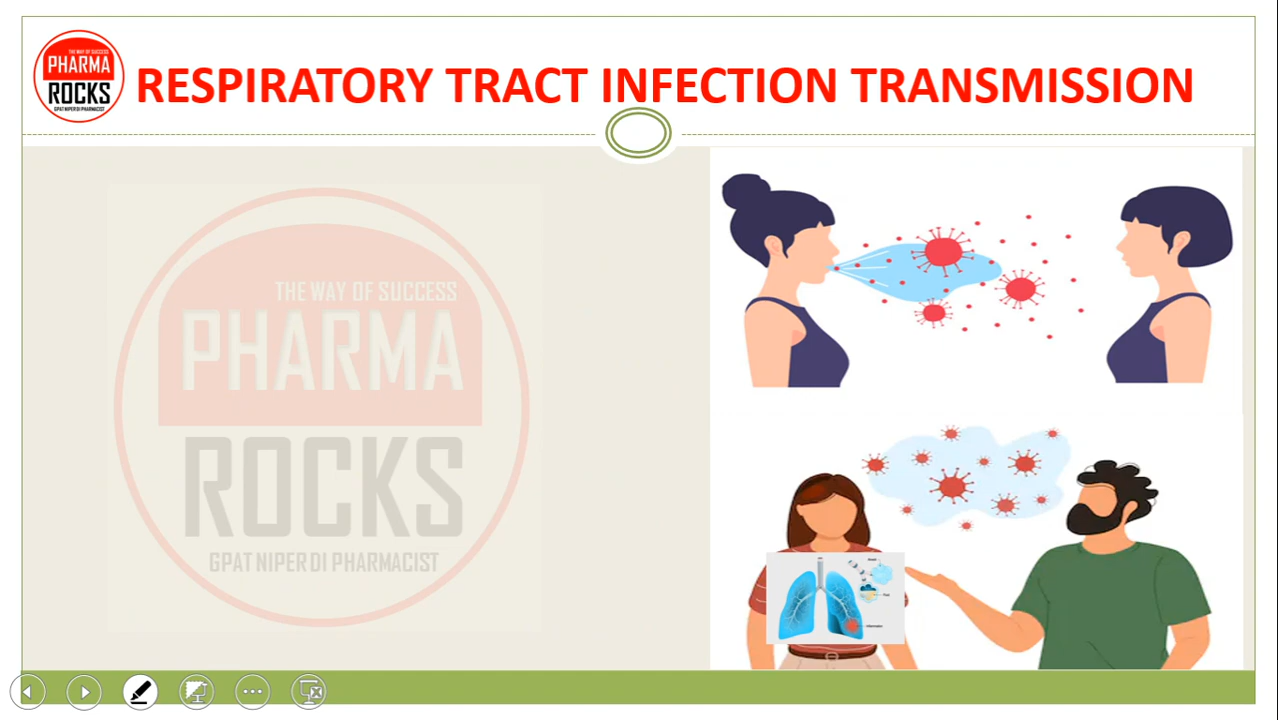 THE WAY OF SUCCESS
PHARMA
ROCKS
GPAT NIPER DI PHARMACIST
RESPIRATORY TRACT INFECTION TRANSMISSION
THE WAY OF SUCCESS
PHARMA
ROCKS
GPAT NIPER DI PHARMACIST